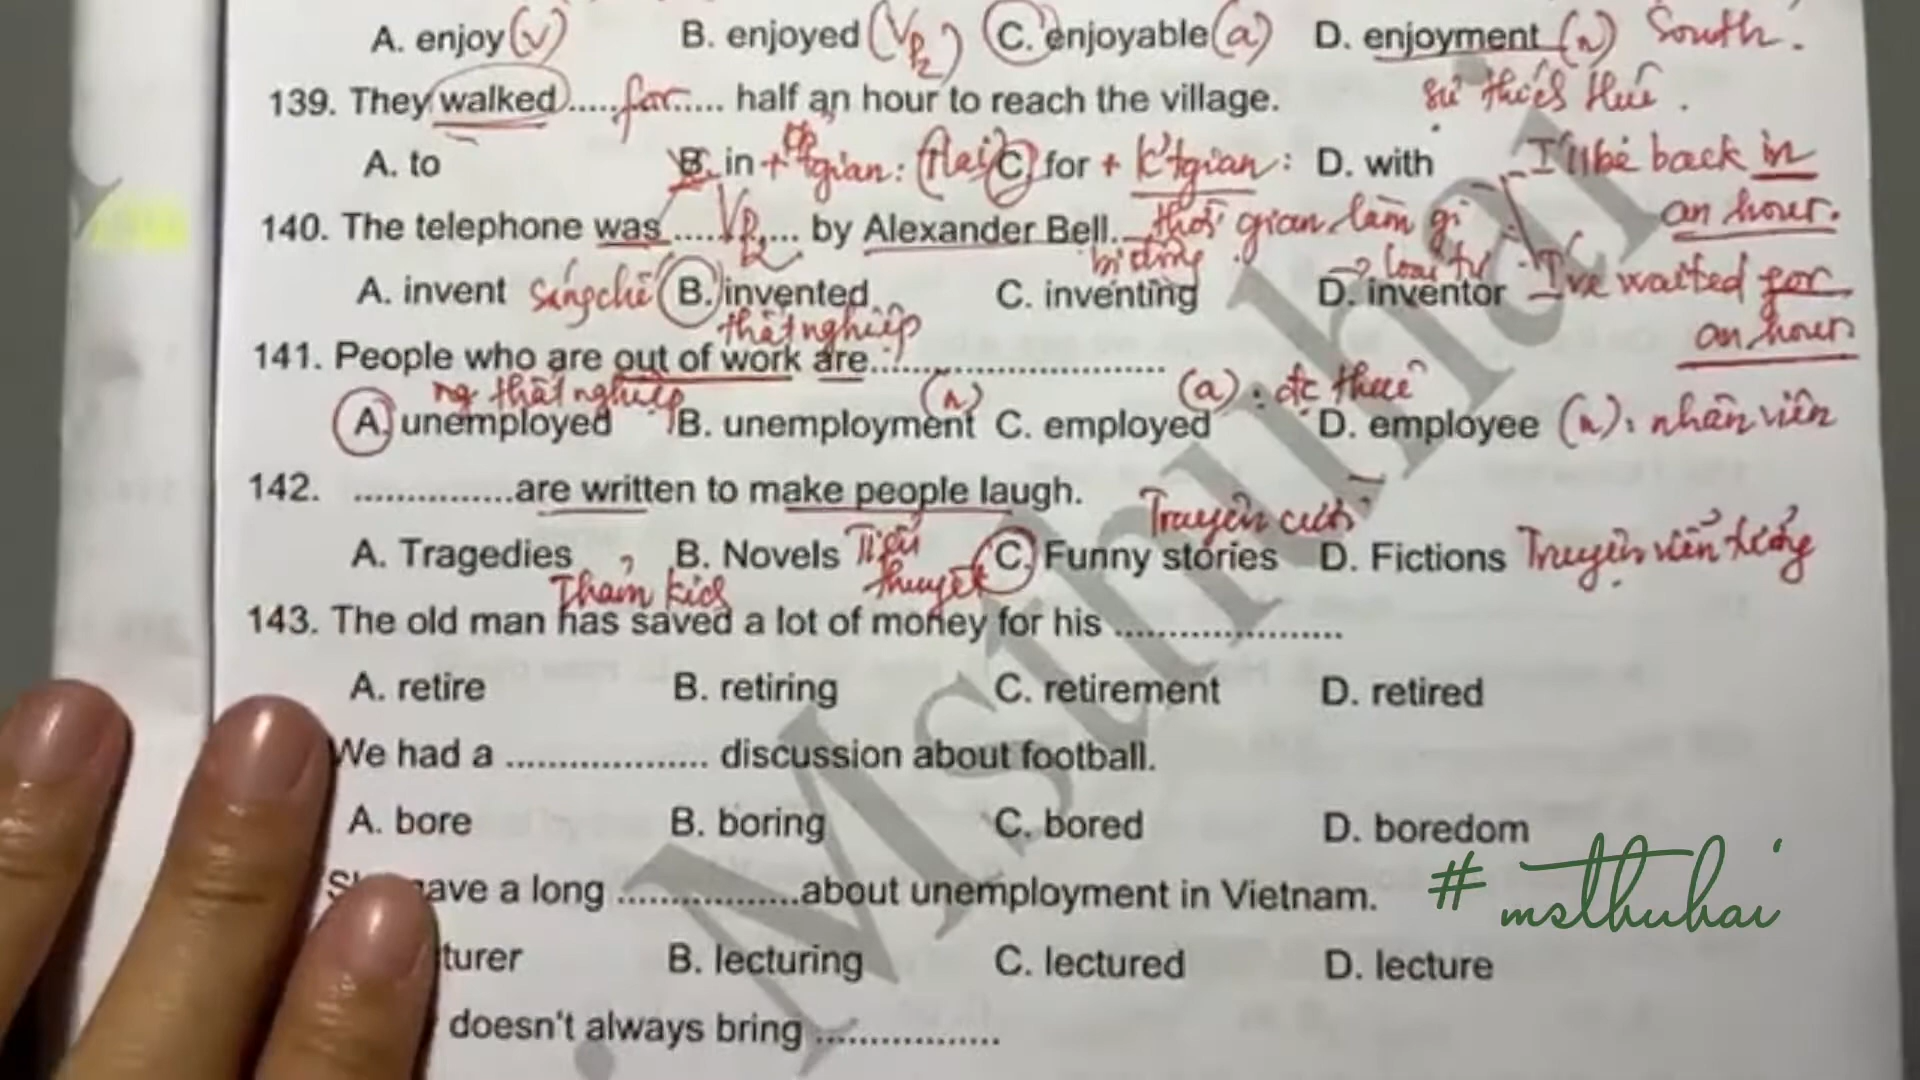 A. enjoy (v) B. enjoyed (Vp2) C. enjoyable (a) D. enjoyment (n) South.
139. They walked ..... for ..... half an hour to reach the village. sự thích thú.
A. to B. in + tgian: C. for + k tgian: D. with I'll be back in
an hour.
140. The telephone was ..... Vp2 .... by Alexander Bell. thời gian làm gì
bị động
A. invent sáng chế B. invented C. inventing D. inventor I've waited for
thất nghiệp an hour
141. People who are out of work are..............................
ng thất nghiệp (n) (a): đc thuê
A. unemployed B. unemployment C. employed D. employee (n): nhân viên
142. ...............are written to make people laugh. Truyện cười
A. Tragedies B. Novels Tiểu thuyết C. Funny stories D. Fictions Truyện viễn tưởng
Thảm kịch
143. The old man has saved a lot of money for his ......................
A. retire B. retiring C. retirement D. retired
We had a ................... discussion about football.
A. bore B. boring C. bored D. boredom
ave a long .................about unemployment in Vietnam.
turer B. lecturing C. lectured D. lecture
doesn't always bring .................
Msthuhai
# msthuhai